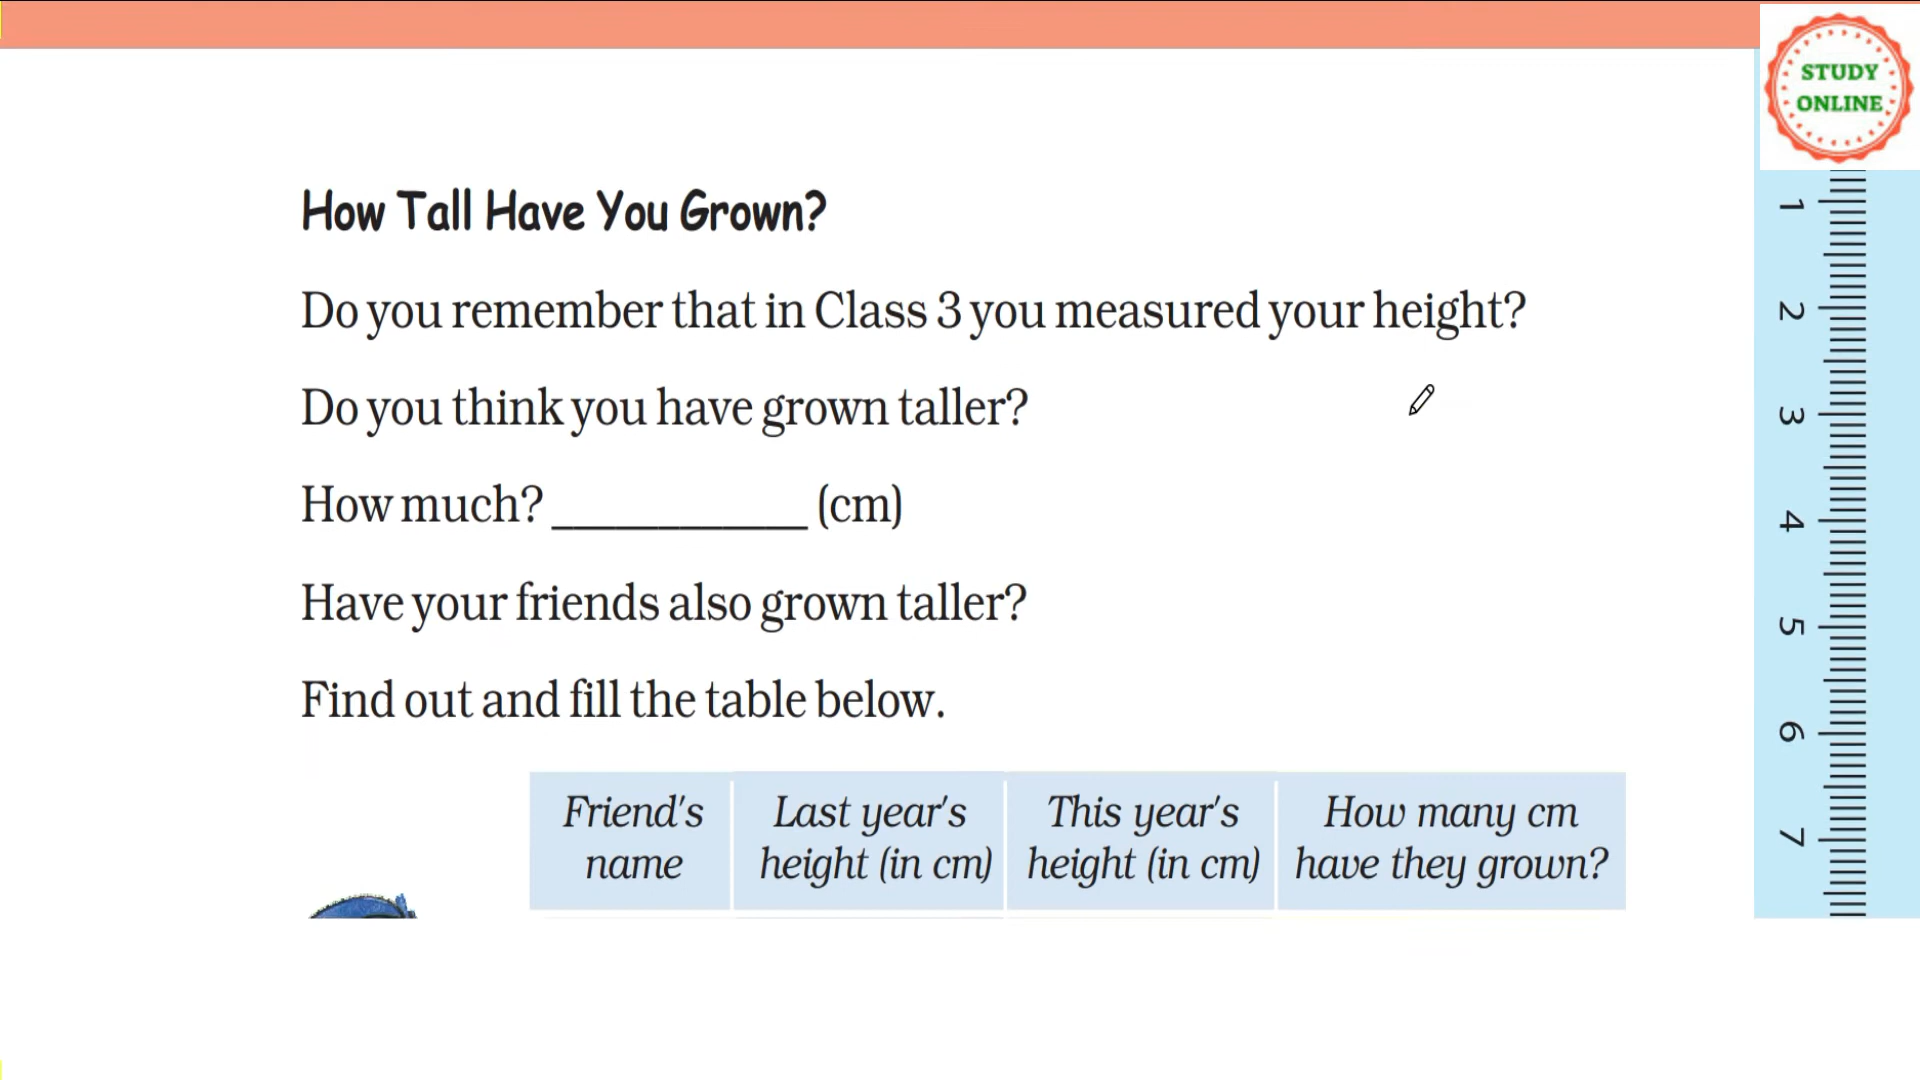 STUDY
ONLINE
How Tall Have You Grown?
Do you remember that in Class 3 you measured your height?
Do you think you have grown taller?
How much? ____________ (cm)
Have your friends also grown taller?
Find out and fill the table below.
Friend's name
Last year's height (in cm)
This year's height (in cm)
How many cm have they grown?
1
2
3
4
5
6
7